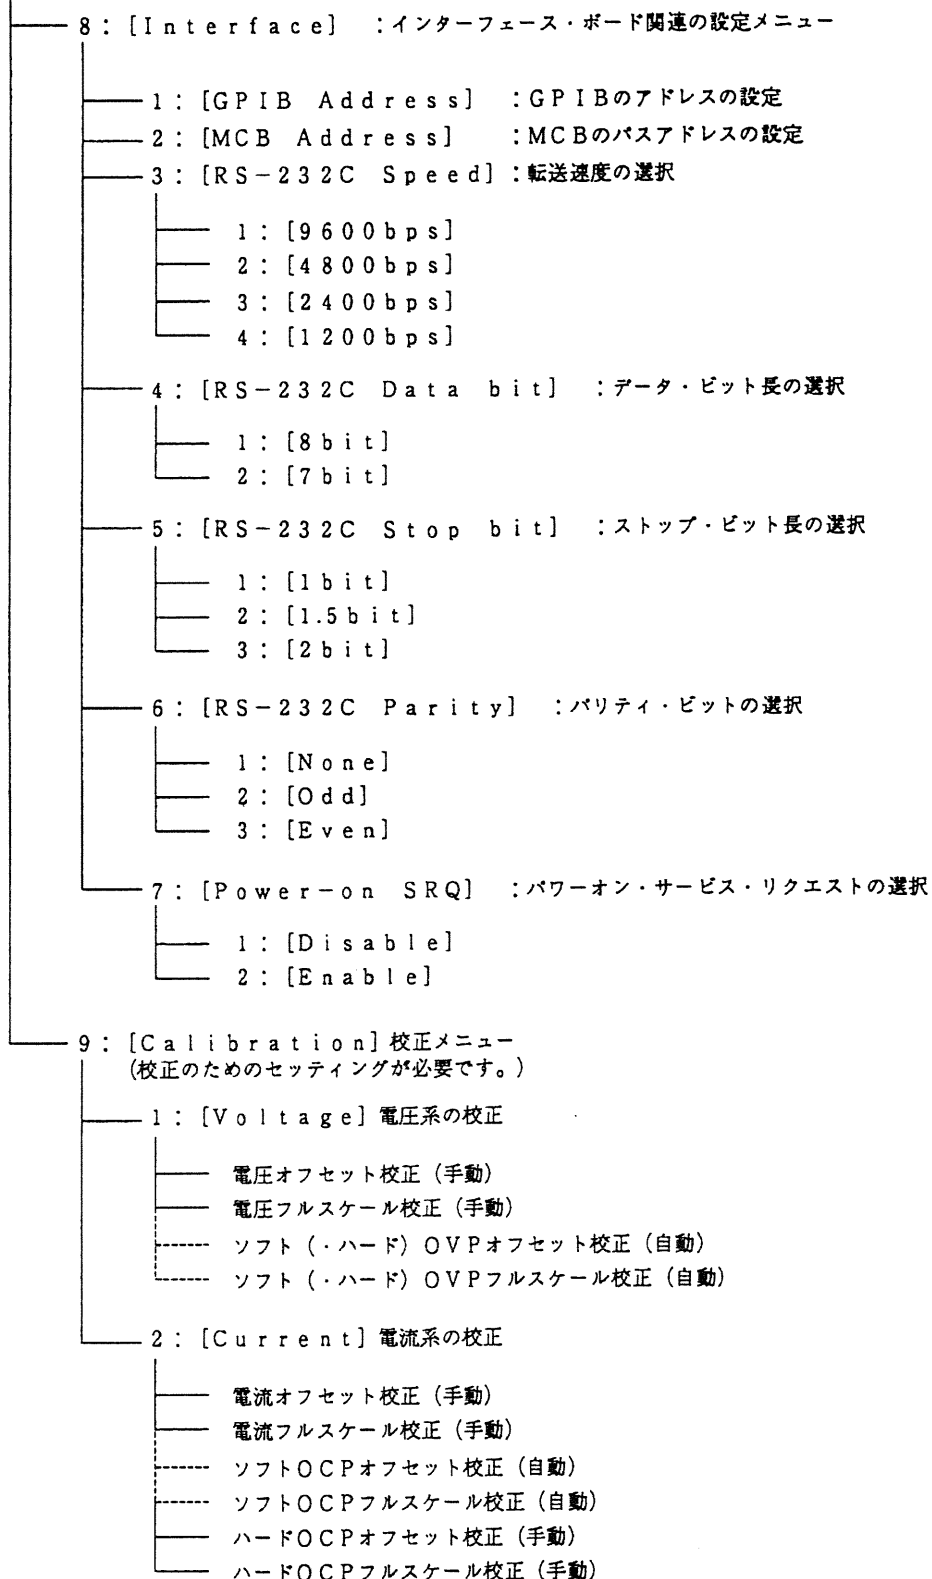 8：[Interface]　：インターフェース・ボード関連の設定メニュー
1：[GPIB Address]　：GPIBのアドレスの設定
2：[MCB Address]　：MCBのバスアドレスの設定
3：[RS-232C Speed]：転送速度の選択
1：[9600bps]
2：[4800bps]
3：[2400bps]
4：[1200bps]
4：[RS-232C Data bit]　：データ・ビット長の選択
1：[8bit]
2：[7bit]
5：[RS-232C Stop bit]　：ストップ・ビット長の選択
1：[1bit]
2：[1.5bit]
3：[2bit]
6：[RS-232C Parity]　：パリティ・ビットの選択
1：[None]
2：[Odd]
3：[Even]
7：[Power-on SRQ]　：パワーオン・サービス・リクエストの選択
1：[Disable]
2：[Enable]
9：[Calibration]校正メニュー
(校正のためのセッティングが必要です。)
1：[Voltage]電圧系の校正
電圧オフセット校正（手動）
電圧フルスケール校正（手動）
ソフト（・ハード）OVPオフセット校正（自動）
ソフト（・ハード）OVPフルスケール校正（自動）
2：[Current]電流系の校正
電流オフセット校正（手動）
電流フルスケール校正（手動）
ソフトOCPオフセット校正（自動）
ソフトOCPフルスケール校正（自動）
ハードOCPオフセット校正（手動）
ハードOCPフルスケール校正（手動）